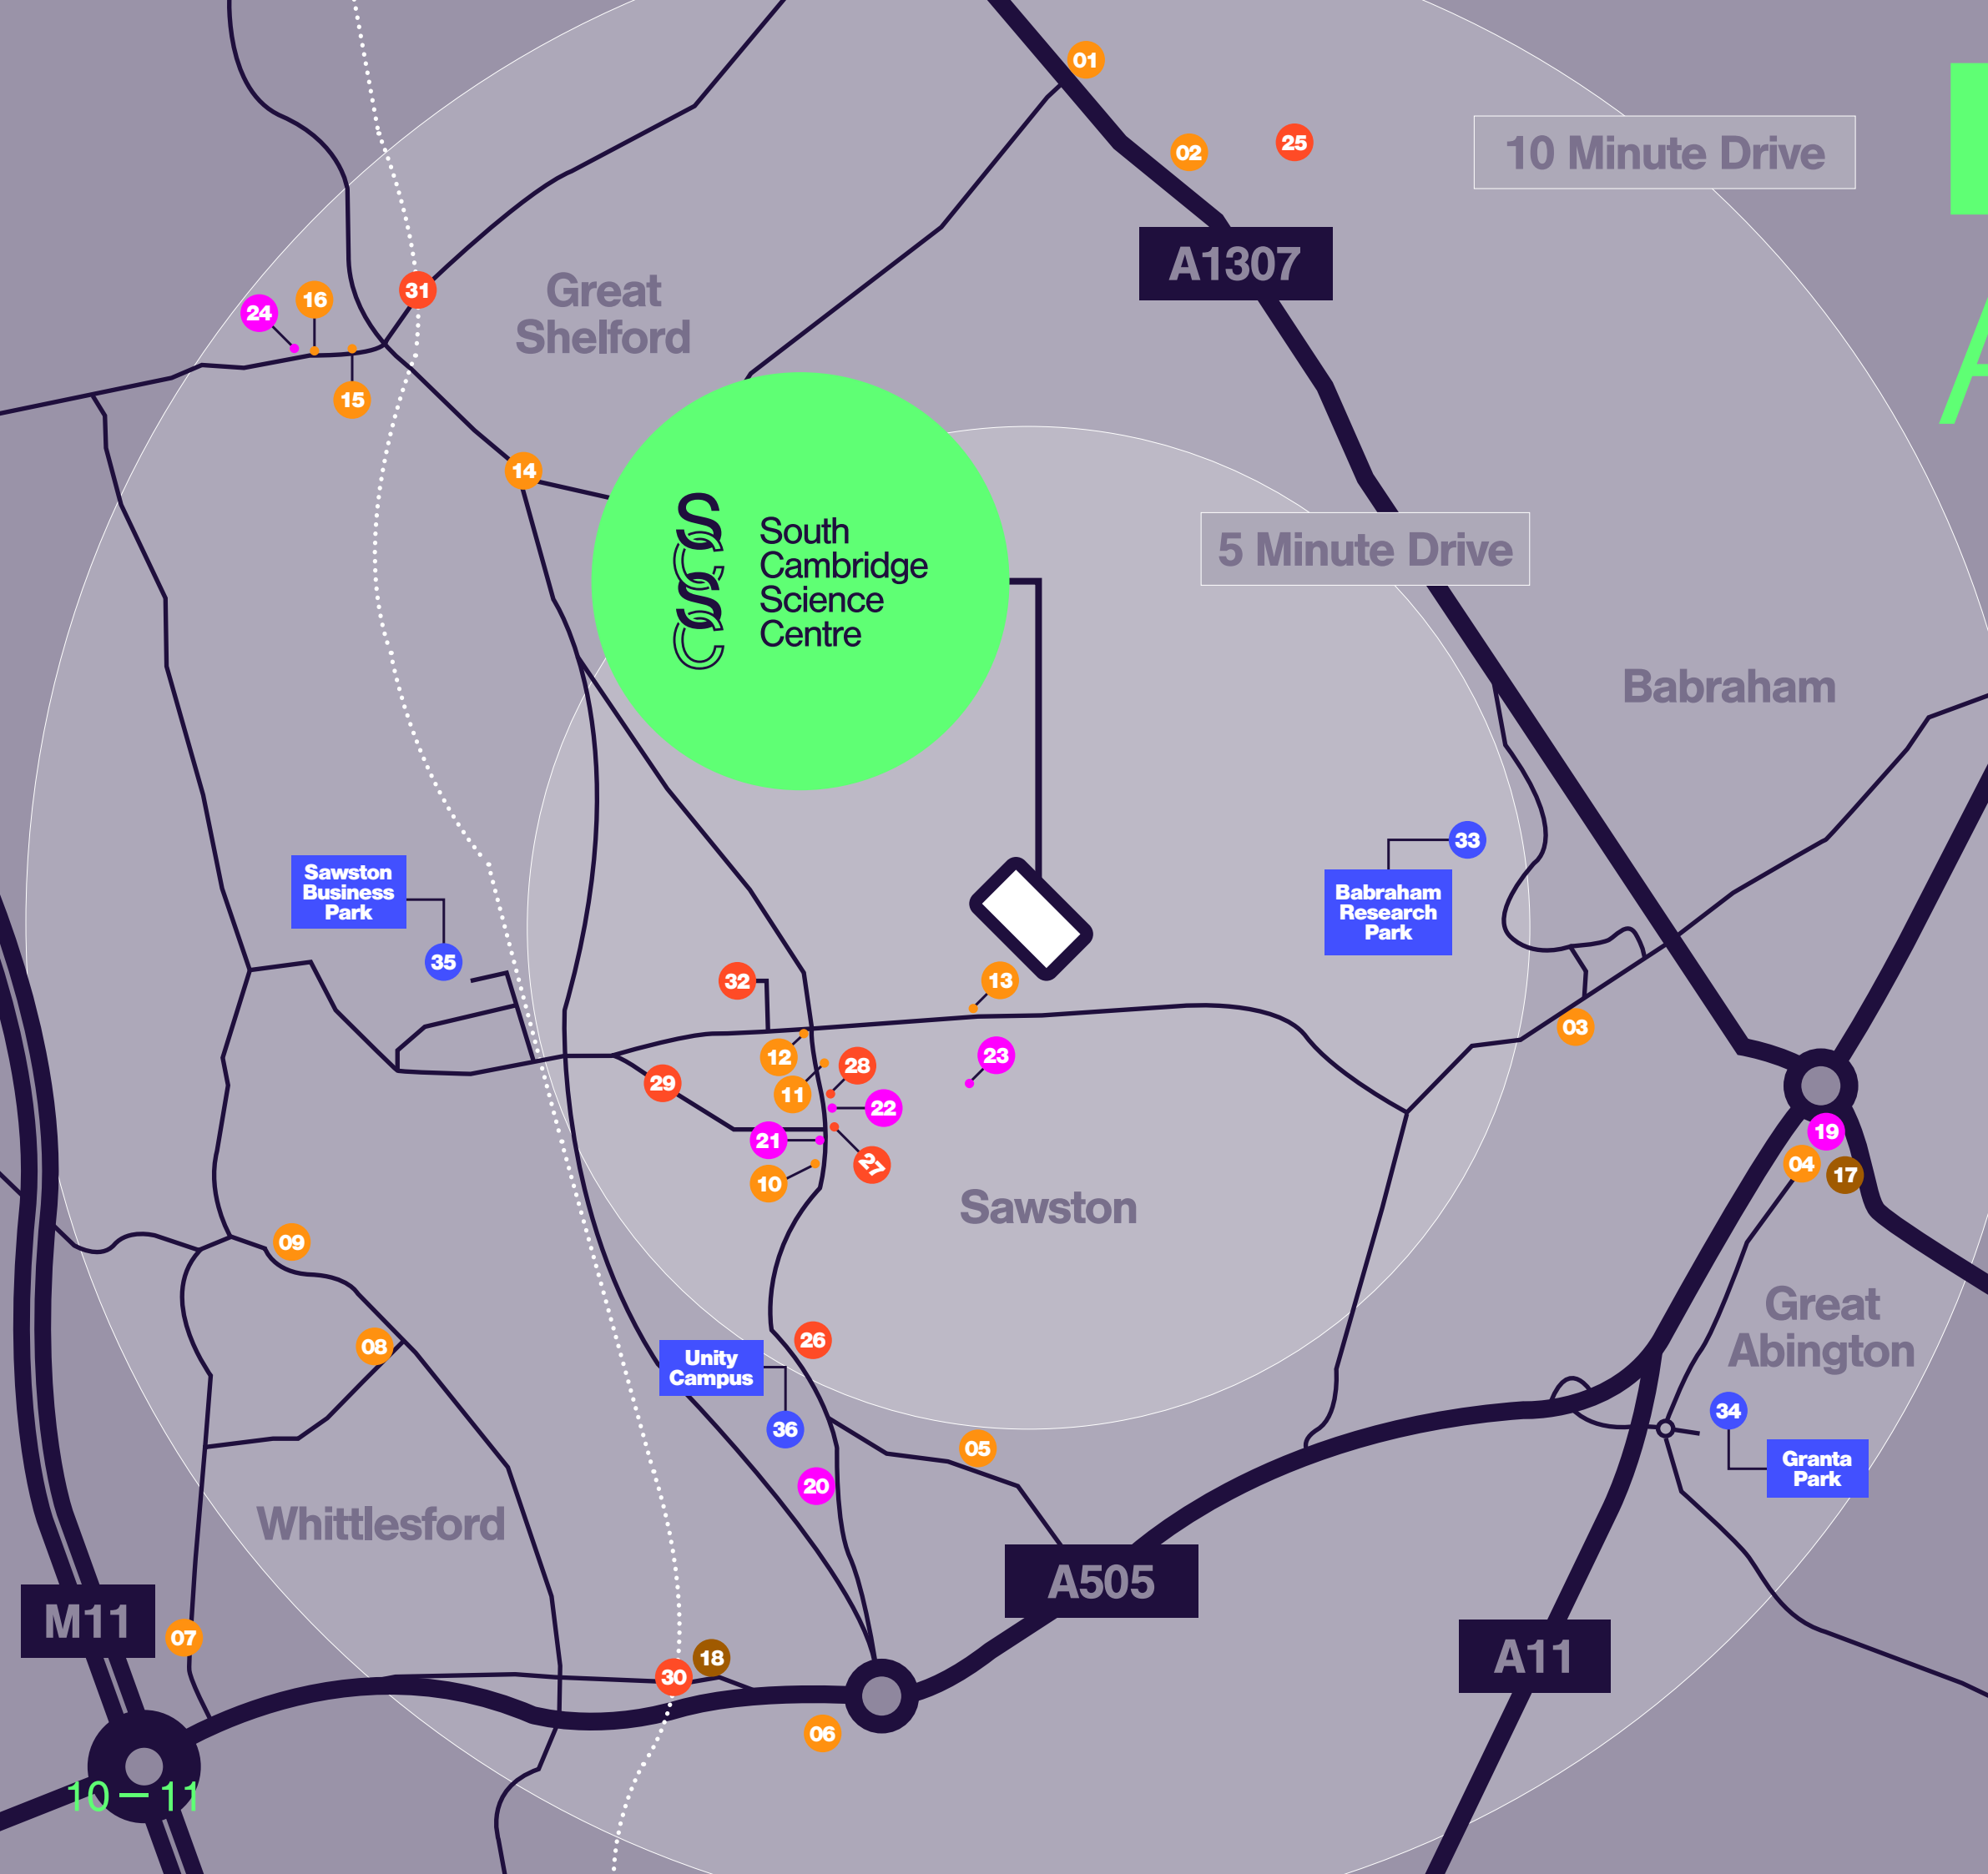 01
02
25
10 Minute Drive
A1307
31
16
24
15
Great
Shelford
14
S
C
S
C
South
Cambridge
Science
Centre
5 Minute Drive
Babraham
33
Babraham
Research
Park
Sawston
Business
Park
35
32
13
12
11
28
23
29
22
21
27
10
03
19
04
17
Sawston
09
08
26
Unity
Campus
36
05
20
Great
Abington
34
Granta
Park
Whittlesford
A505
M11
07
30
18
06
A11
10—11